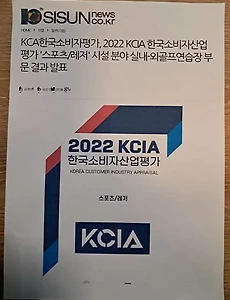 SISUNnews
co.kr
HOME
KCA한국소비자평가, 2022 KCIA 한국소비자산업
평가 '스포츠/레저' 시설 분야 실내·외골프연습장 부
문 결과 발표
2022 KCIA
한국소비자산업평가
KOREA CUSTOMER INDUSTRY APPRAISAL
스포츠/레저
KCIA